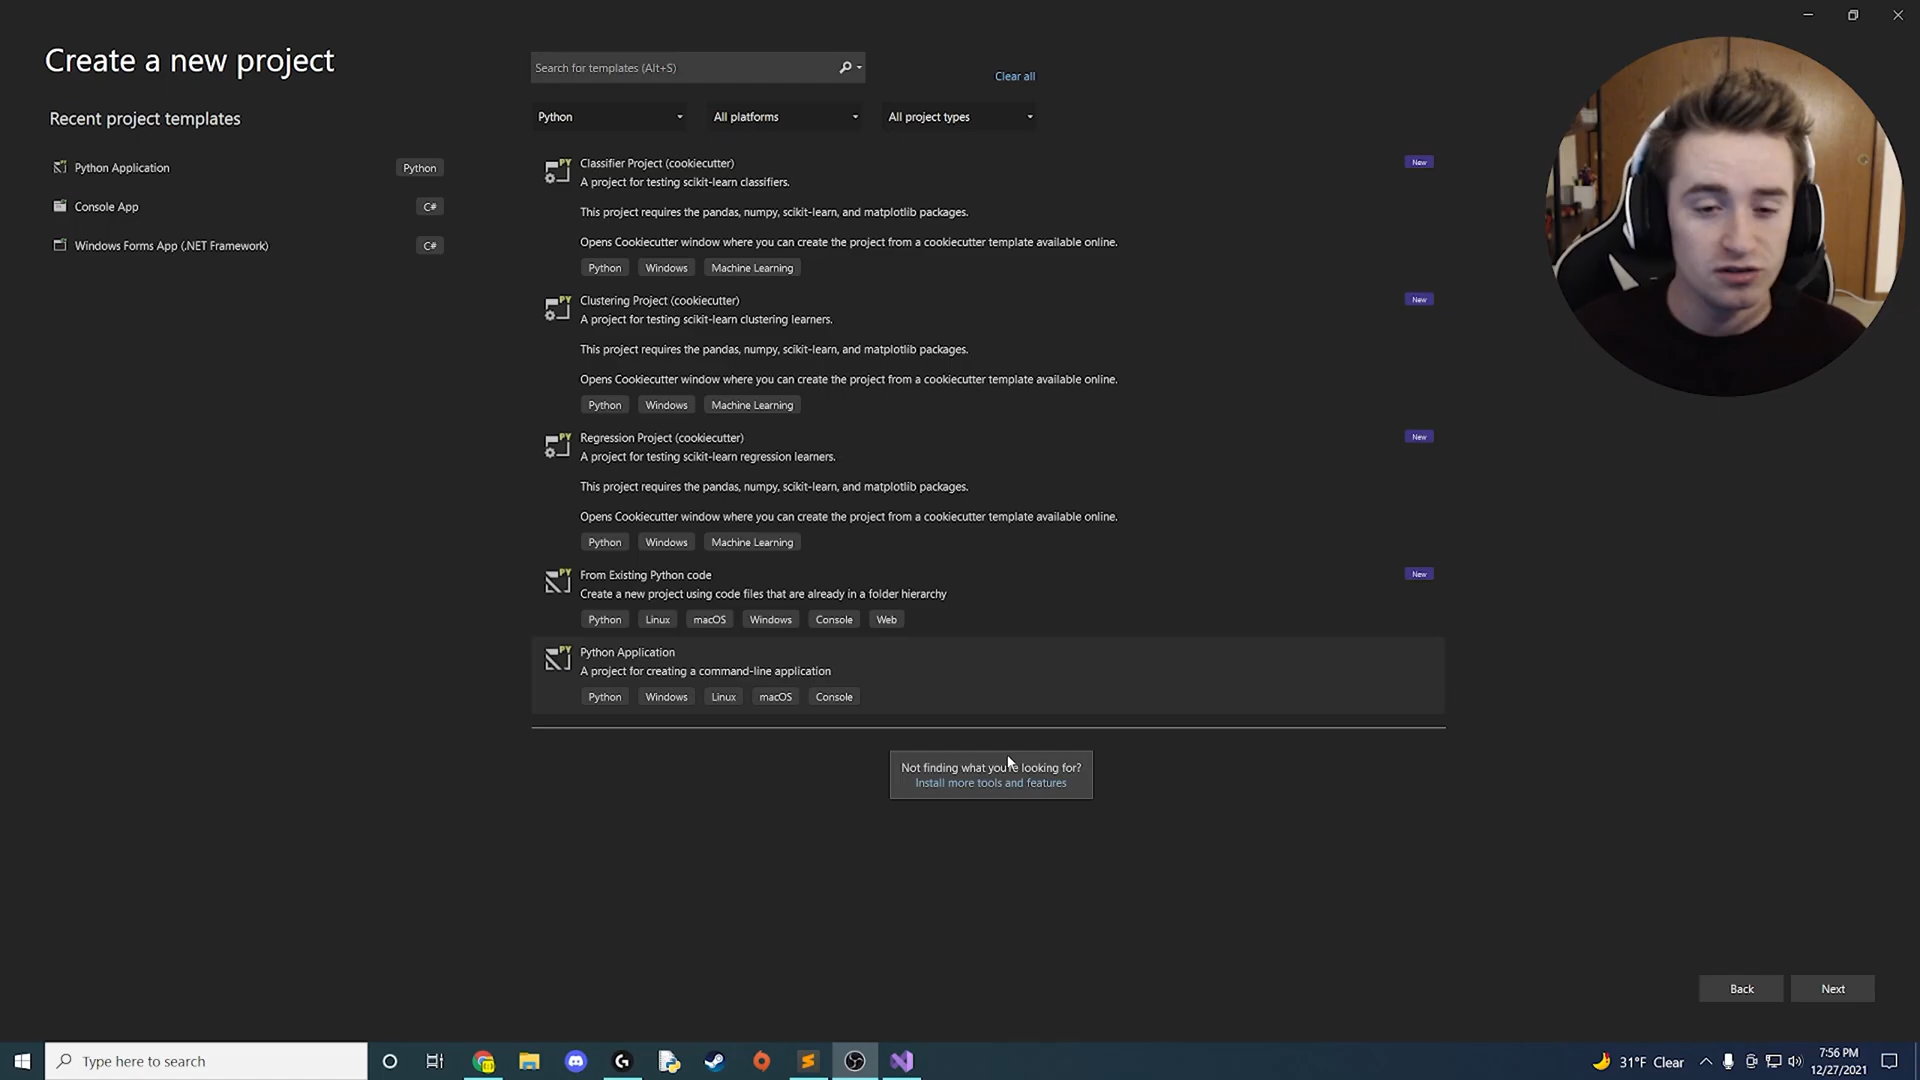 Create a new project
Recent project templates
Python Application
Python
Console App
C#
Windows Forms App (.NET Framework)
C#
Search for templates (Alt+S)
Clear all
Python
All platforms
All project types
Classifier Project (cookiecutter)
New
A project for testing scikit-learn classifiers.
This project requires the pandas, numpy, scikit-learn, and matplotlib packages.
Opens Cookiecutter window where you can create the project from a cookiecutter template available online.
Python Windows Machine Learning
Clustering Project (cookiecutter)
New
A project for testing scikit-learn clustering learners.
This project requires the pandas, numpy, scikit-learn, and matplotlib packages.
Opens Cookiecutter window where you can create the project from a cookiecutter template available online.
Python Windows Machine Learning
Regression Project (cookiecutter)
New
A project for testing scikit-learn regression learners.
This project requires the pandas, numpy, scikit-learn, and matplotlib packages.
Opens Cookiecutter window where you can create the project from a cookiecutter template available online.
Python Windows Machine Learning
From Existing Python code
New
Create a new project using code files that are already in a folder hierarchy
Python Linux macOS Windows Console Web
Python Application
A project for creating a command-line application
Python Windows Linux macOS Console
Not finding what you're looking for?
Install more tools and features
Back
Next
Type here to search
31°F Clear
7:56 PM
12/27/2021